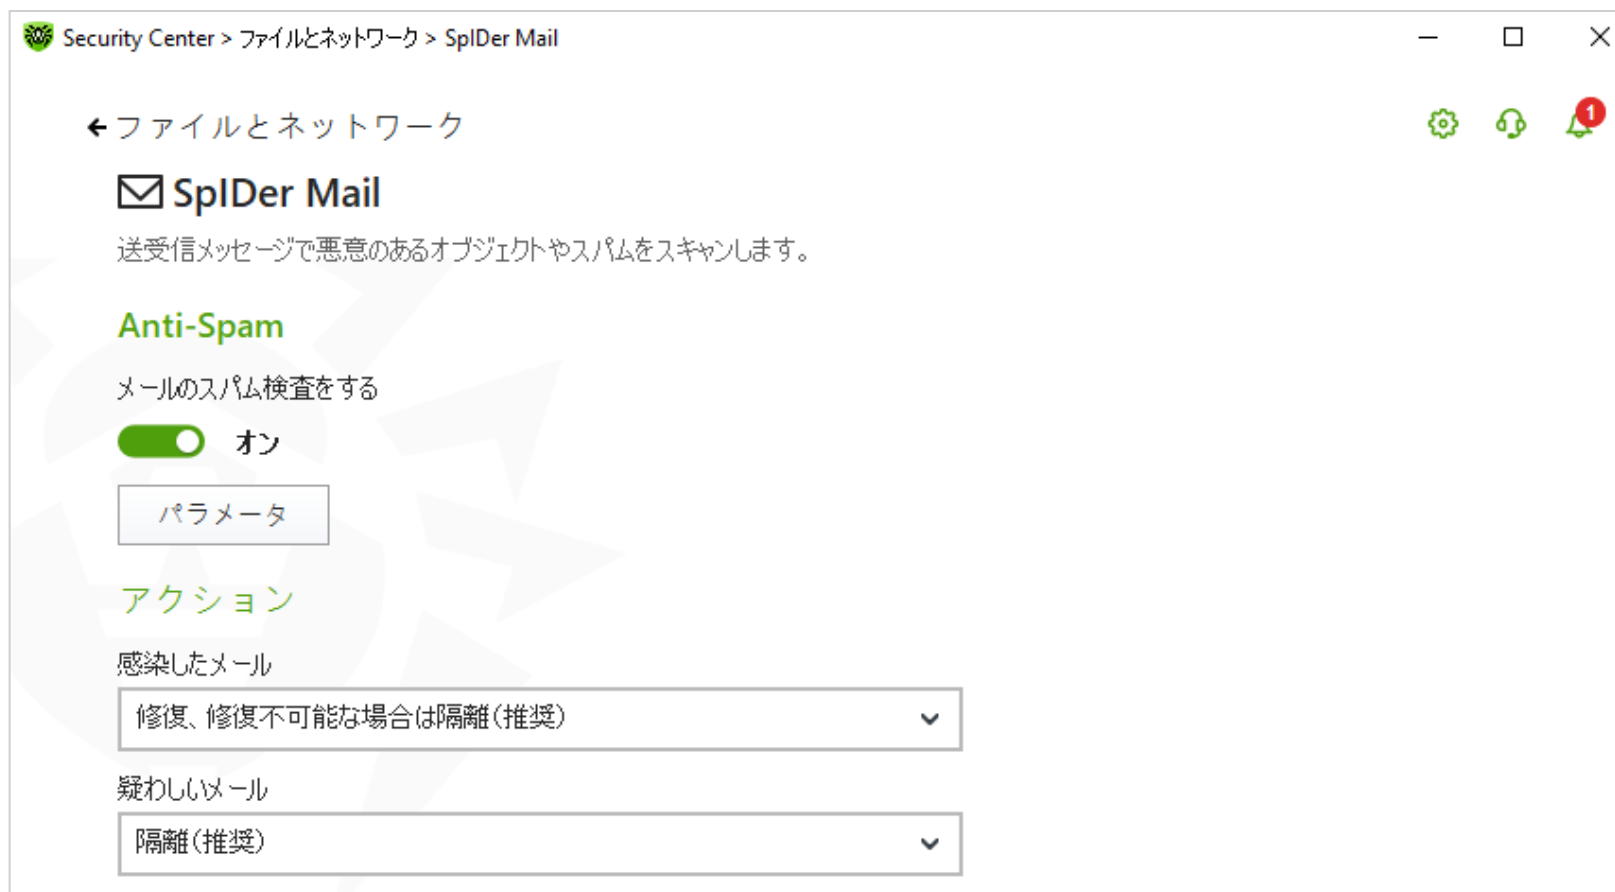 Security Center > ファイルとネットワーク > SpIDer Mail
1
ファイルとネットワーク
SpIDer Mail
送受信メッセージで悪意のあるオブジェクトやスパムをスキャンします。
Anti-Spam
メールのスパム検査をする
オン
パラメータ
アクション
感染したメール
修復、修復不可能な場合は隔離(推奨)
疑わしいメール
隔離(推奨)